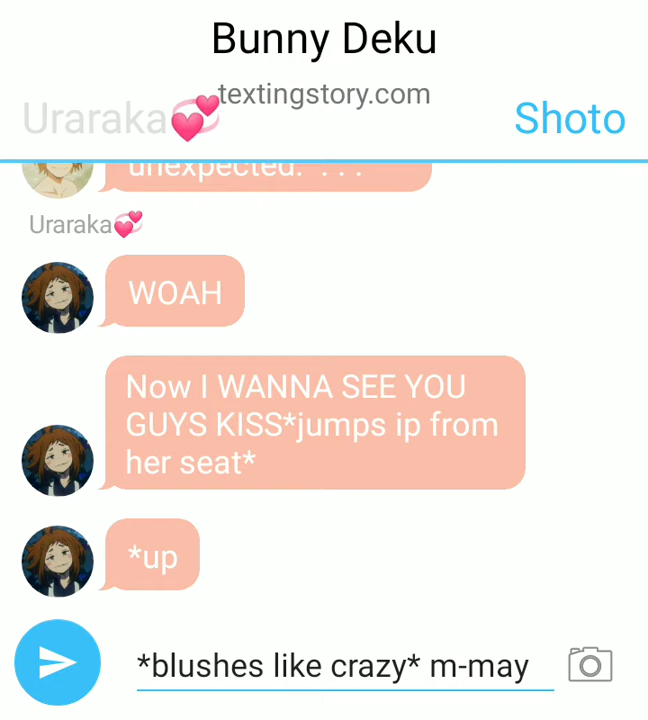 Bunny Deku
textingstory.com
Uraraka💞
Shoto
unexpected. . . .
Uraraka💞
WOAH
Now I WANNA SEE YOU
GUYS KISS*jumps ip from
her seat*
*up
*blushes like crazy* m-may